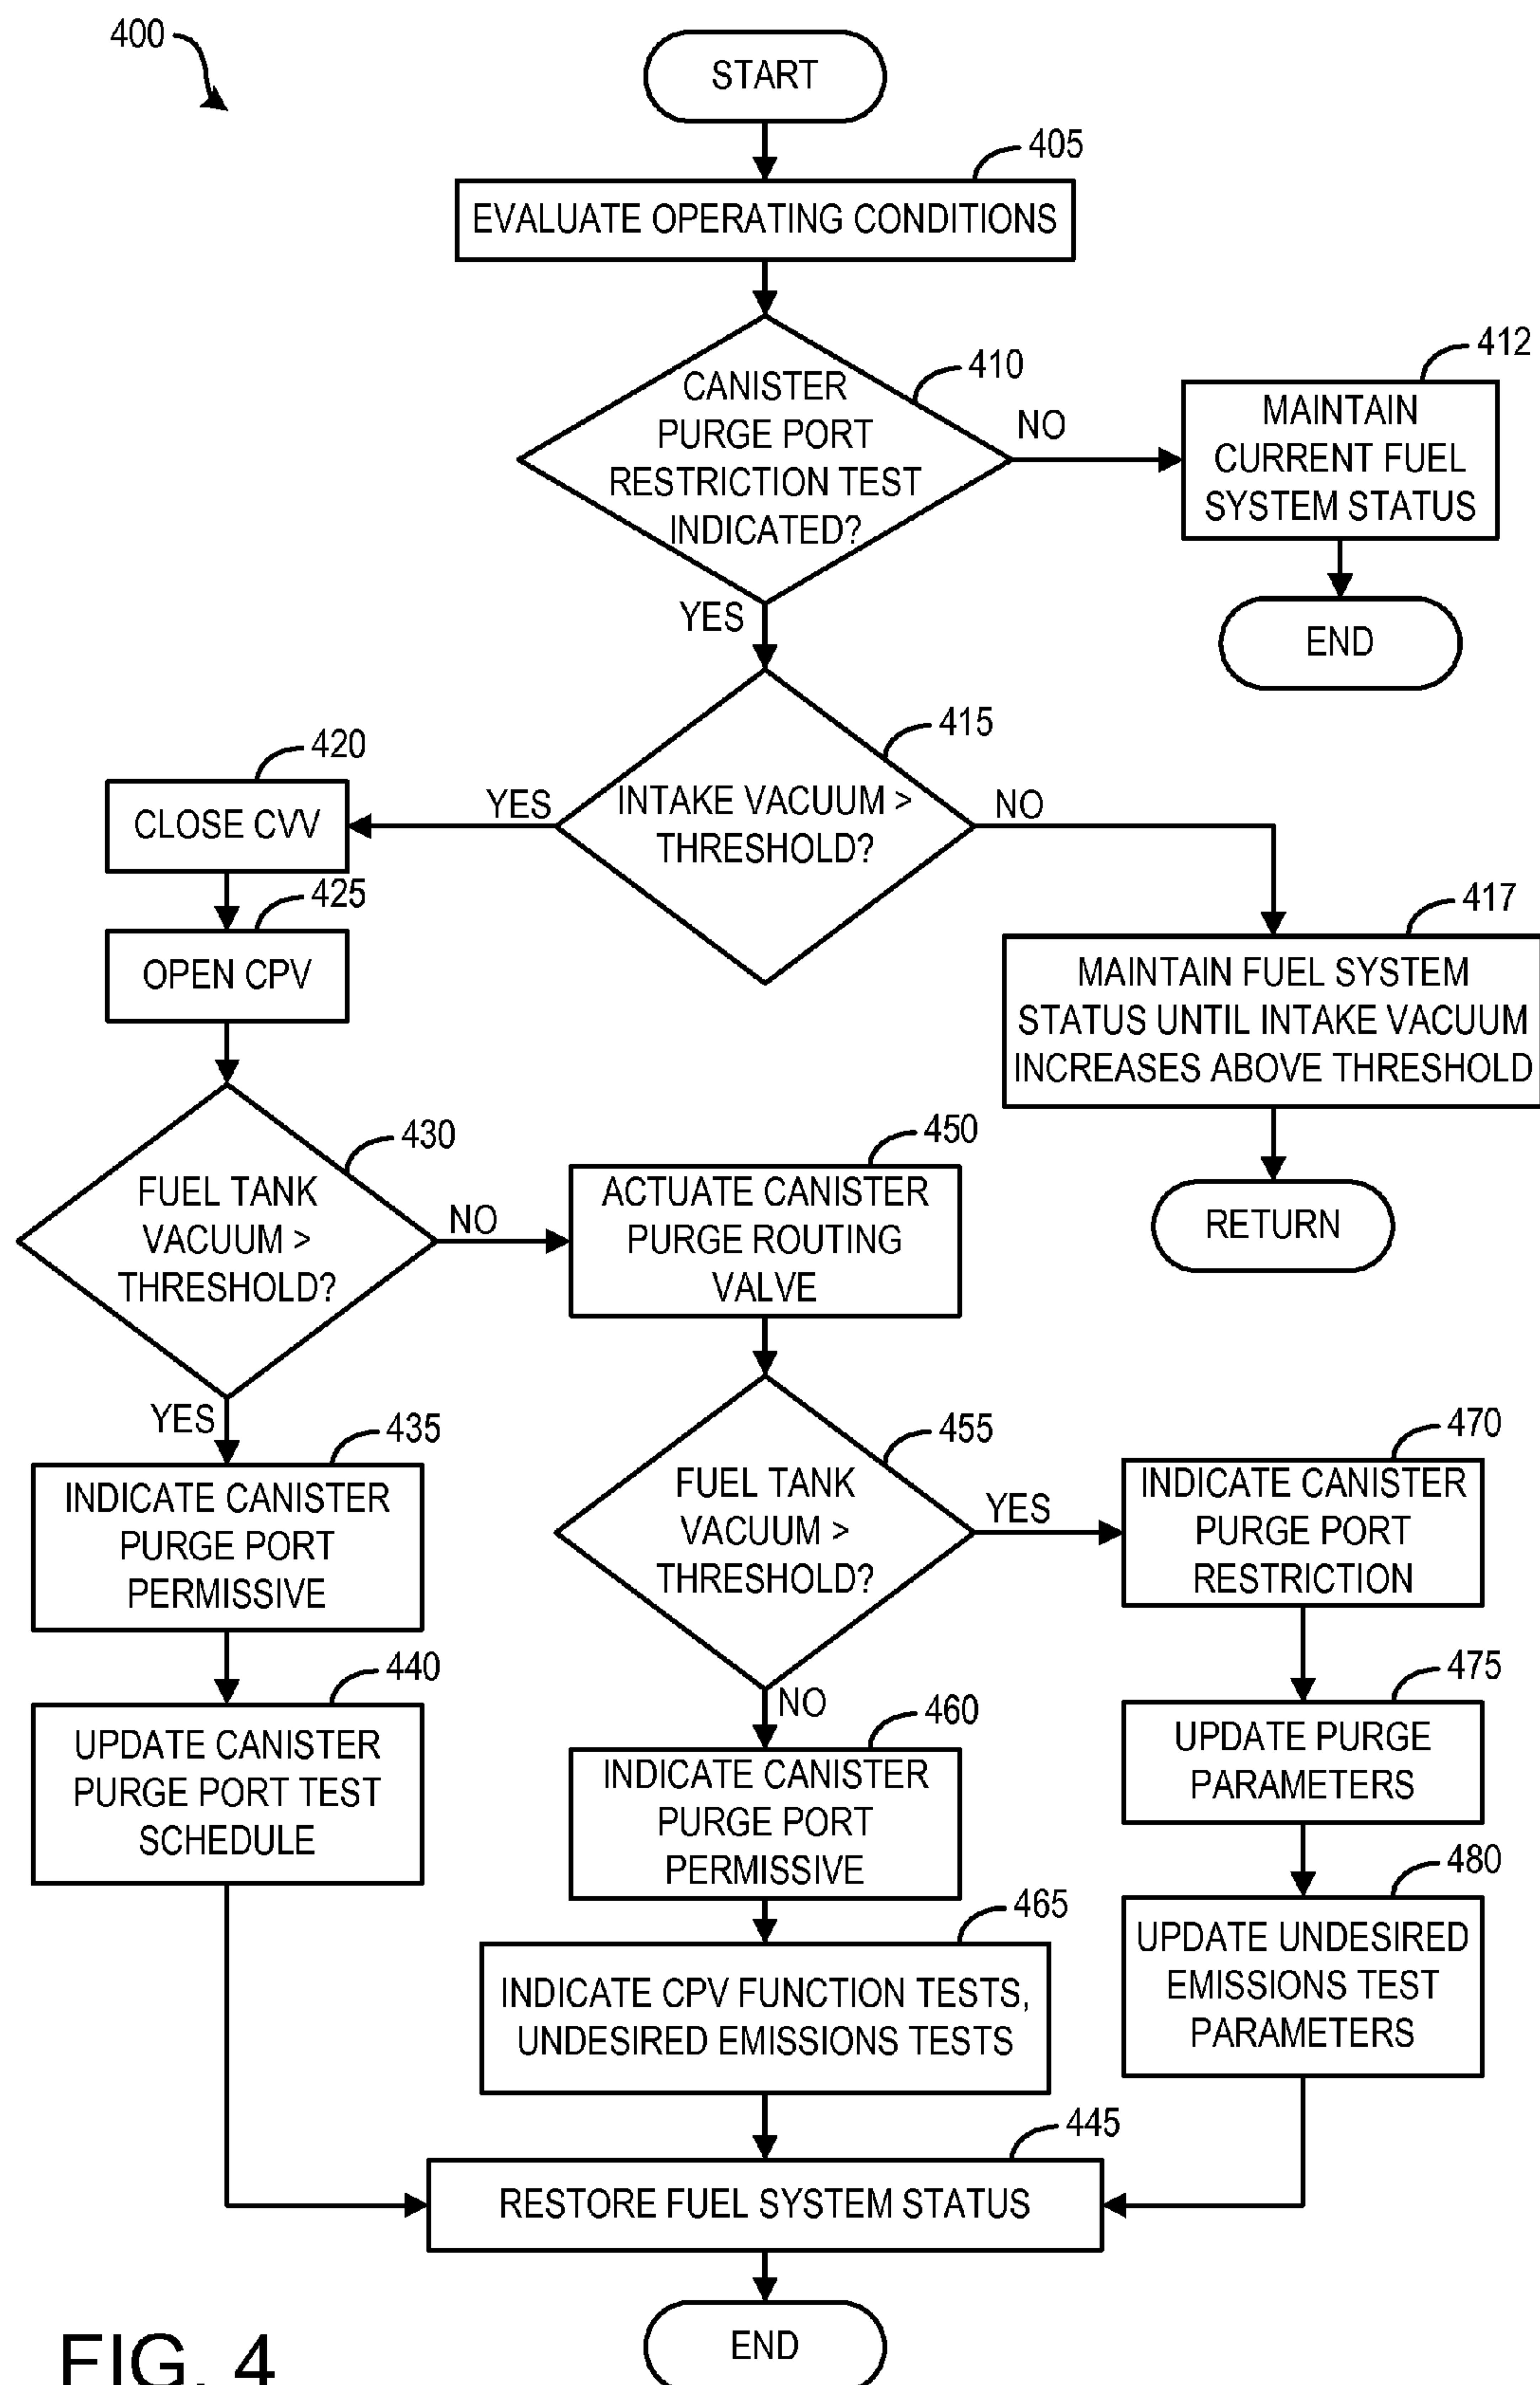 400
START
405
EVALUATE OPERATING CONDITIONS
410
CANISTER
PURGE PORT
RESTRICTION TEST
INDICATED?
NO
412
MAINTAIN
CURRENT FUEL
SYSTEM STATUS
END
YES
415
INTAKE VACUUM >
THRESHOLD?
YES
NO
420
CLOSE CVV
425
OPEN CPV
417
MAINTAIN FUEL SYSTEM
STATUS UNTIL INTAKE VACUUM
INCREASES ABOVE THRESHOLD
RETURN
430
FUEL TANK
VACUUM >
THRESHOLD?
NO
450
ACTUATE CANISTER
PURGE ROUTING
VALVE
YES
435
INDICATE CANISTER
PURGE PORT
PERMISSIVE
440
UPDATE CANISTER
PURGE PORT TEST
SCHEDULE
455
FUEL TANK
VACUUM >
THRESHOLD?
YES
NO
470
INDICATE CANISTER
PURGE PORT
RESTRICTION
475
UPDATE PURGE
PARAMETERS
480
UPDATE UNDESIRED
EMISSIONS TEST
PARAMETERS
460
INDICATE CANISTER
PURGE PORT
PERMISSIVE
465
INDICATE CPV FUNCTION TESTS,
UNDESIRED EMISSIONS TESTS
445
RESTORE FUEL SYSTEM STATUS
END
FIG. 4